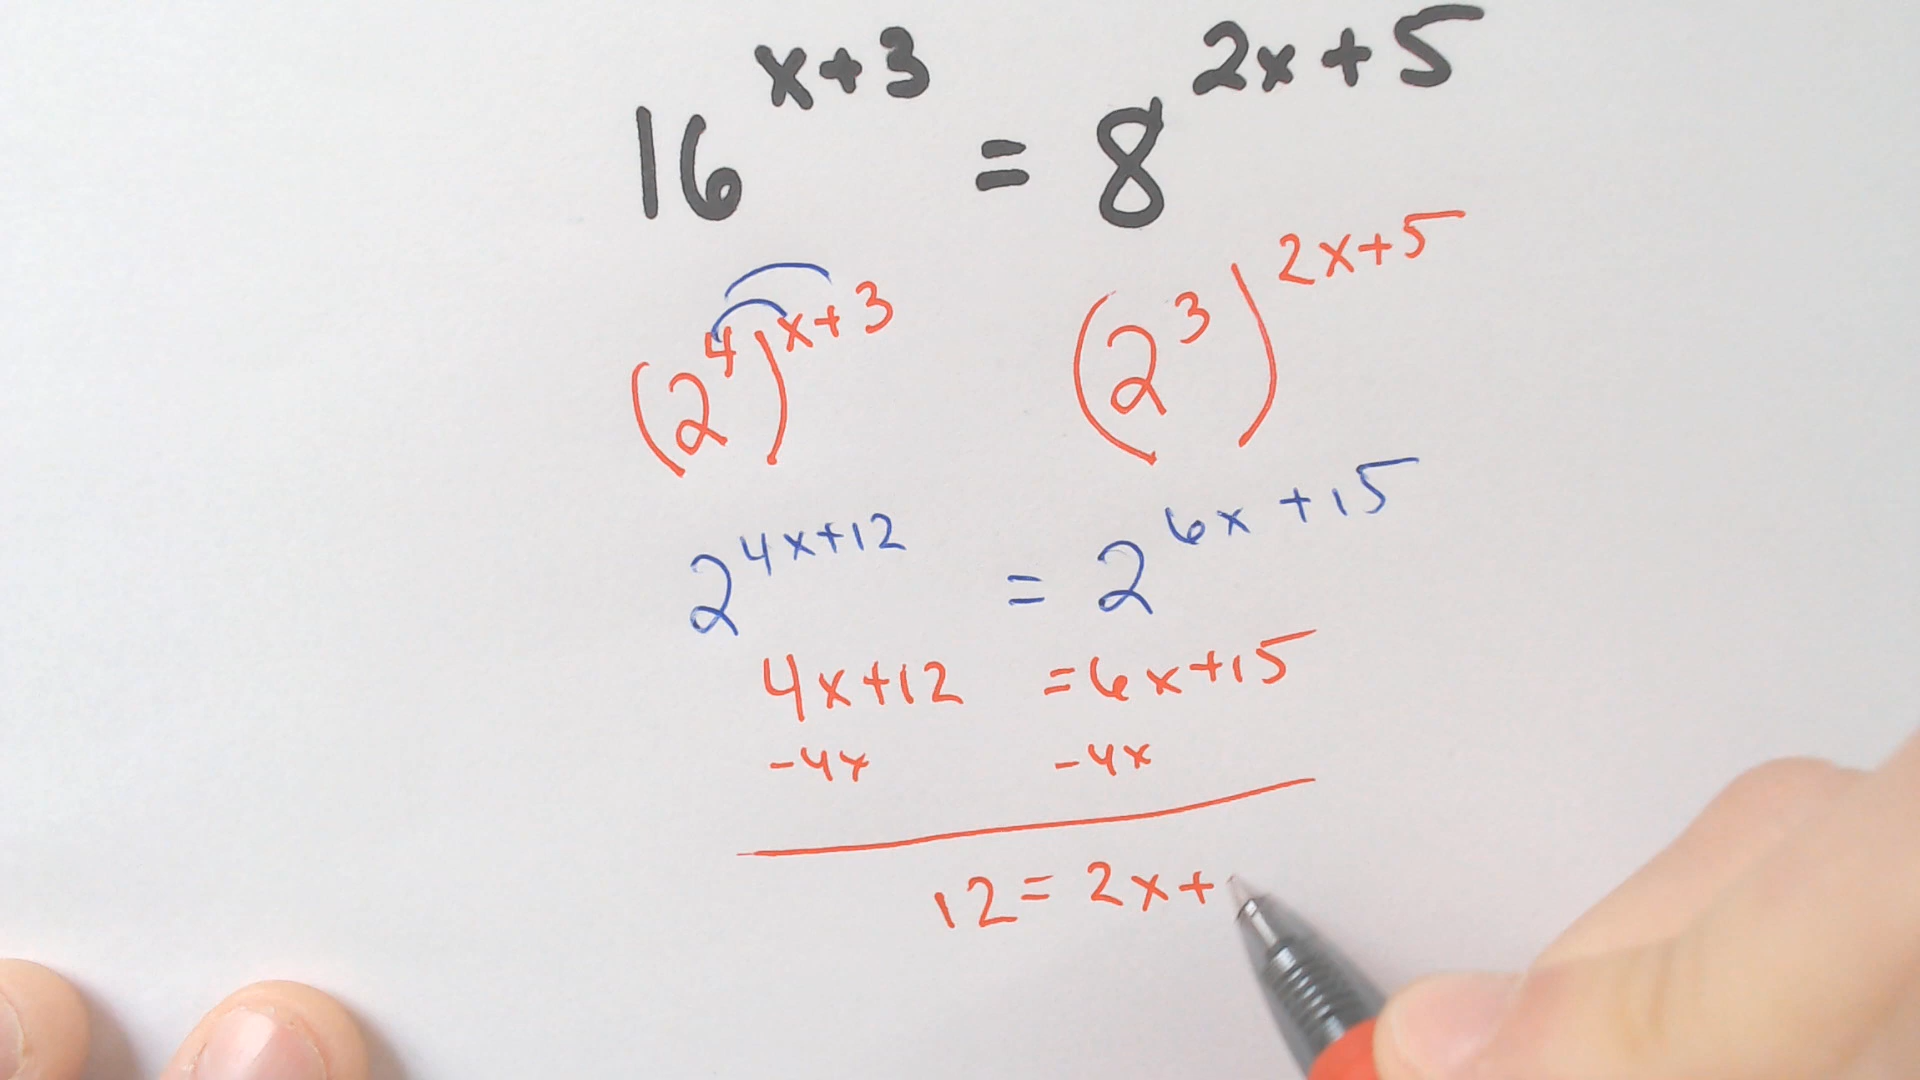 16^{x+3} = 8^{2x+5}
(2^4)^{x+3} (2^3)^{2x+5}
2^{4x+12} = 2^{6x+15}
4x+12 =6x+15
-4x -4x
12= 2x+